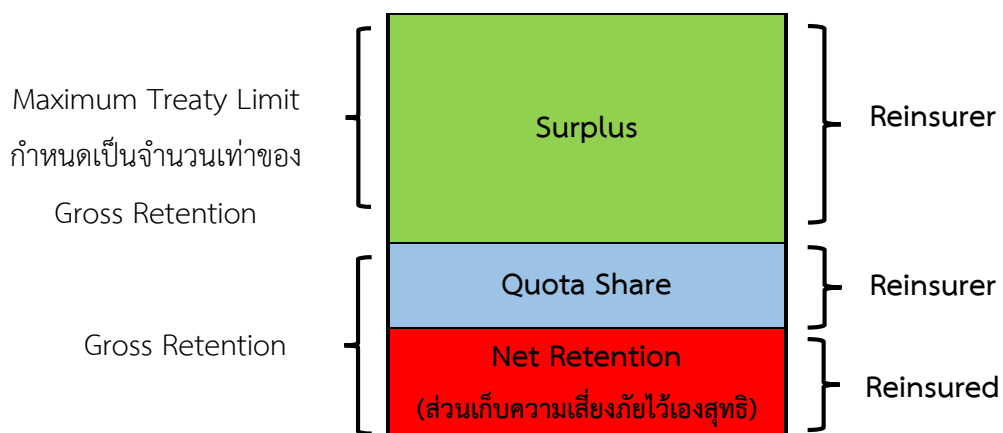 Maximum Treaty Limit
กำหนดเป็นจำนวนเท่าของ
Gross Retention
Surplus
Reinsurer
Quota Share
Reinsurer
Gross Retention
Net Retention
(ส่วนเก็บความเสี่ยงภัยไว้เองสุทธิ)
Reinsured